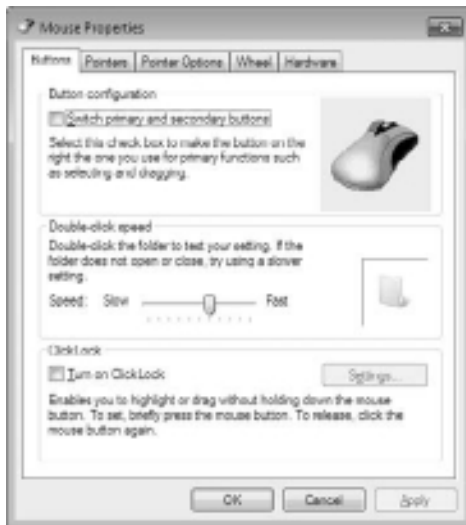 Mouse Properties
Buttons Pointers Pointer Options Wheel Hardware
Button configuration
Switch primary and secondary buttons
Select this check box to make the button on the
right the one you use for primary functions such
as selecting and dragging.
Double-click speed
Double-click the folder to test your setting. If the
folder does not open or close, try using a slower
setting.
Speed: Slow Fast
ClickLock
Turn on ClickLock Settings...
Enables you to highlight or drag without holding down the mouse
button. To set, briefly press the mouse button. To release, click the
mouse button again.
OK Cancel Apply